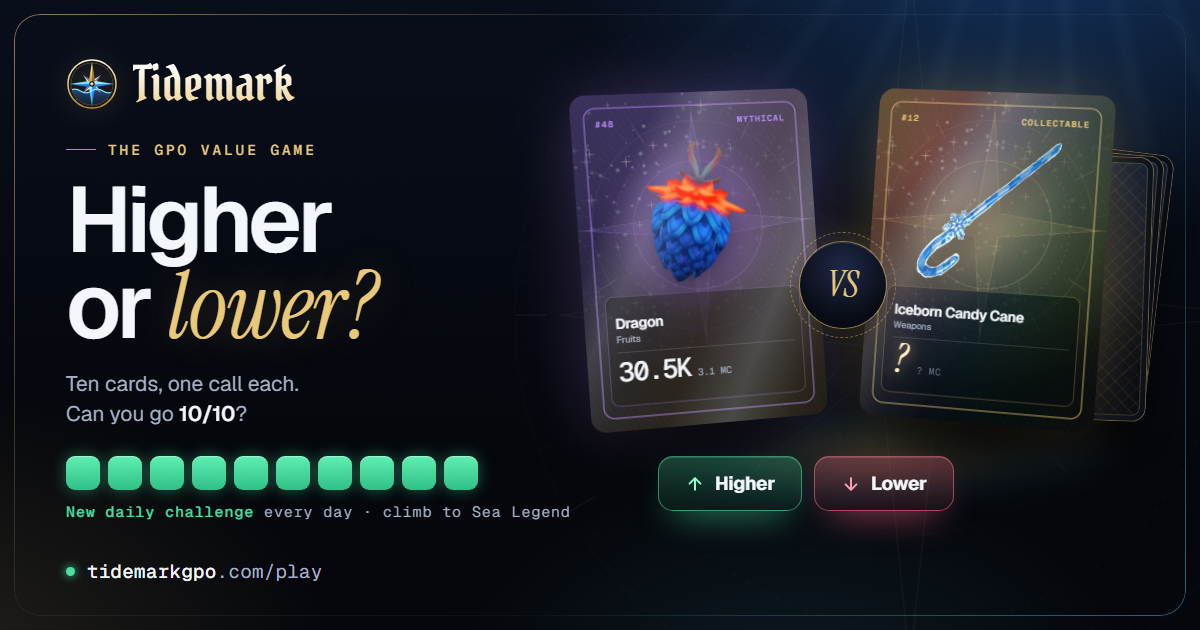 Tidemark
THE GPO VALUE GAME
Higher
or lower?
Ten cards, one call each.
Can you go 10/10?
New daily challenge every day · climb to Sea Legend
tidemarkgpo.com/play
#48 MYTHICAL
Dragon
Fruits
30.5K 3.1 MC
VS
#12 COLLECTABLE
Iceborn Candy Cane
Weapons
? ? MC
↑ Higher
↓ Lower